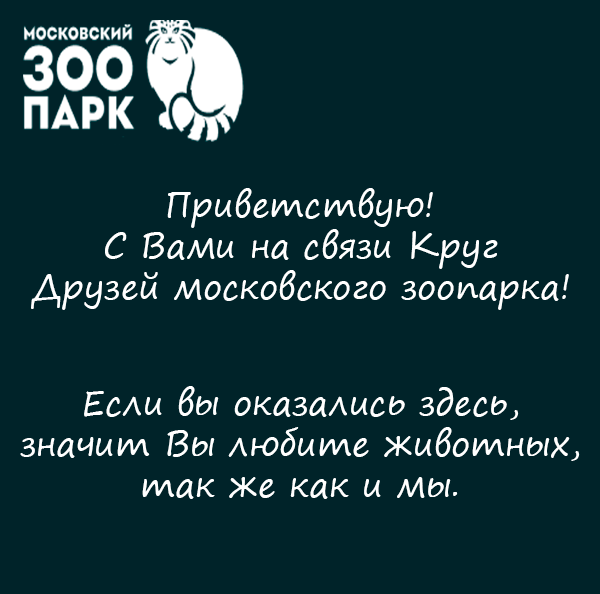 МОСКОВСКИЙ
ЗОО
ПАРК
Приветствую!
С Вами на связи Круг
Друзей московского зоопарка!
Если вы оказались здесь,
значит Вы любите животных,
так же как и мы.